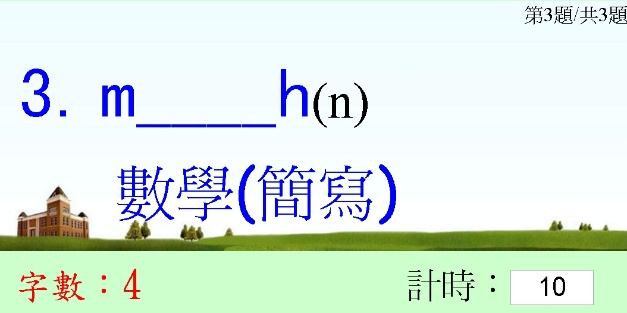 第3題/共3題
3. m____h(n)
數學(簡寫)
字數：4 計時： 10